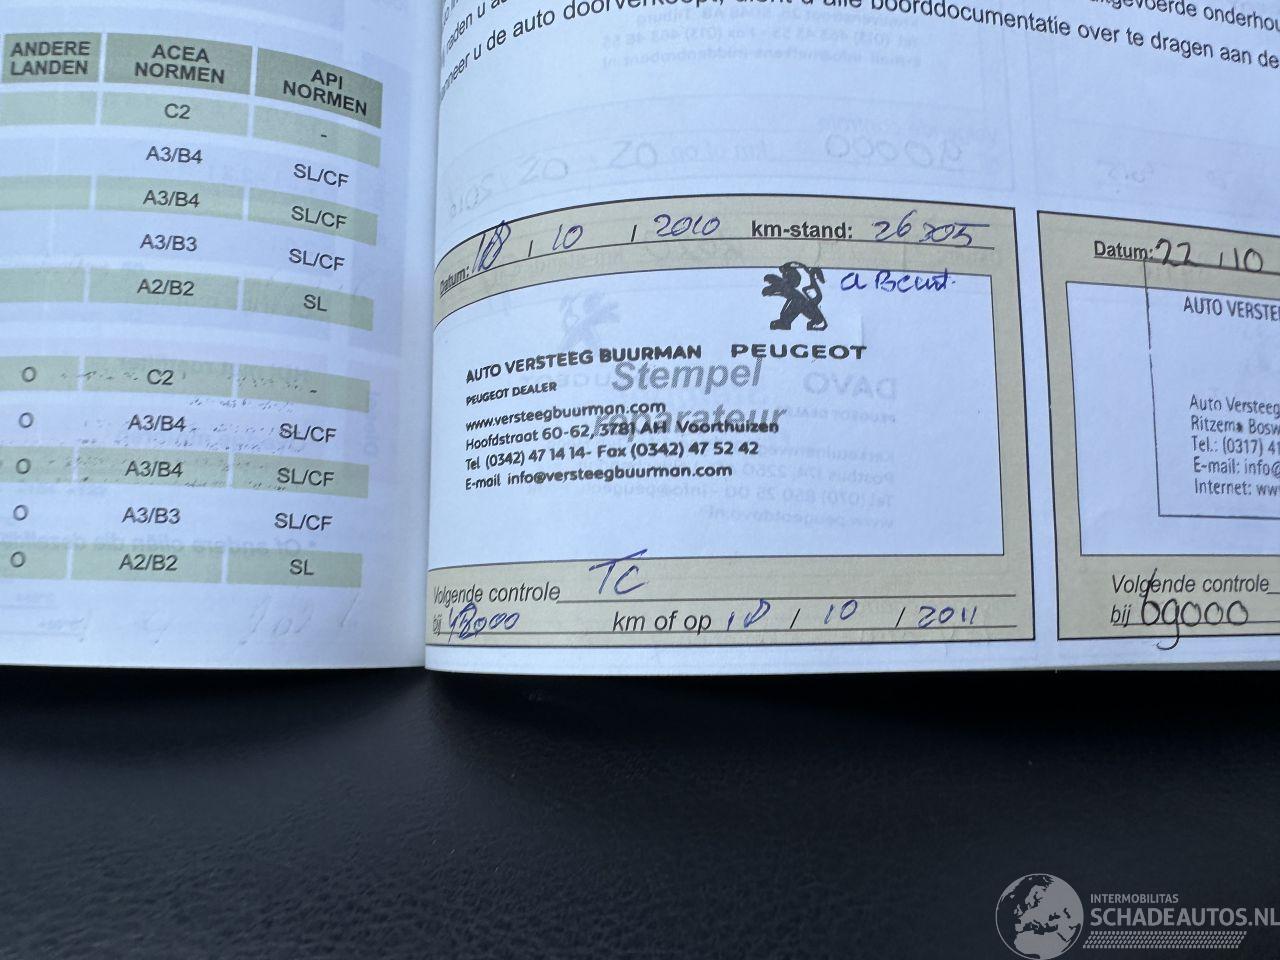 ANDERE LANDEN ACEA NORMEN API NORMEN
C2 -
A3/B4 SL/CF
A3/B4 SL/CF
A3/B3 SL/CF
A2/B2 SL
O C2 -
O A3/B4 SL/CF
O A3/B4 SL/CF
O A3/B3 SL/CF
O A2/B2 SL
raden u
u de auto doorverkoopt, dient u alle boorddocumentatie over te dragen aan de
Datum: 18 / 10 / 2010 km-stand: 26305
AUTO VERSTEEG BUURMAN PEUGEOT
PEUGEOT DEALER
Stempel
reparateur
www.versteegbuurman.com
Hoofdstraat 60-62, 3781 AH Voorthuizen
Tel (0342) 47 14 14- Fax (0342) 47 52 42
E-mail info@versteegbuurman.com
Volgende controle TC
bij 48000 km of op 18 / 10 / 2011
Datum: 22 / 10
AUTO VERSTEE
Auto Versteeg
Ritzema Bosw
Tel.: (0317) 41
E-mail: info@
Internet: ww
Volgende controle
bij 69000
INTERMOBILITAS
SCHADEAUTOS.NL